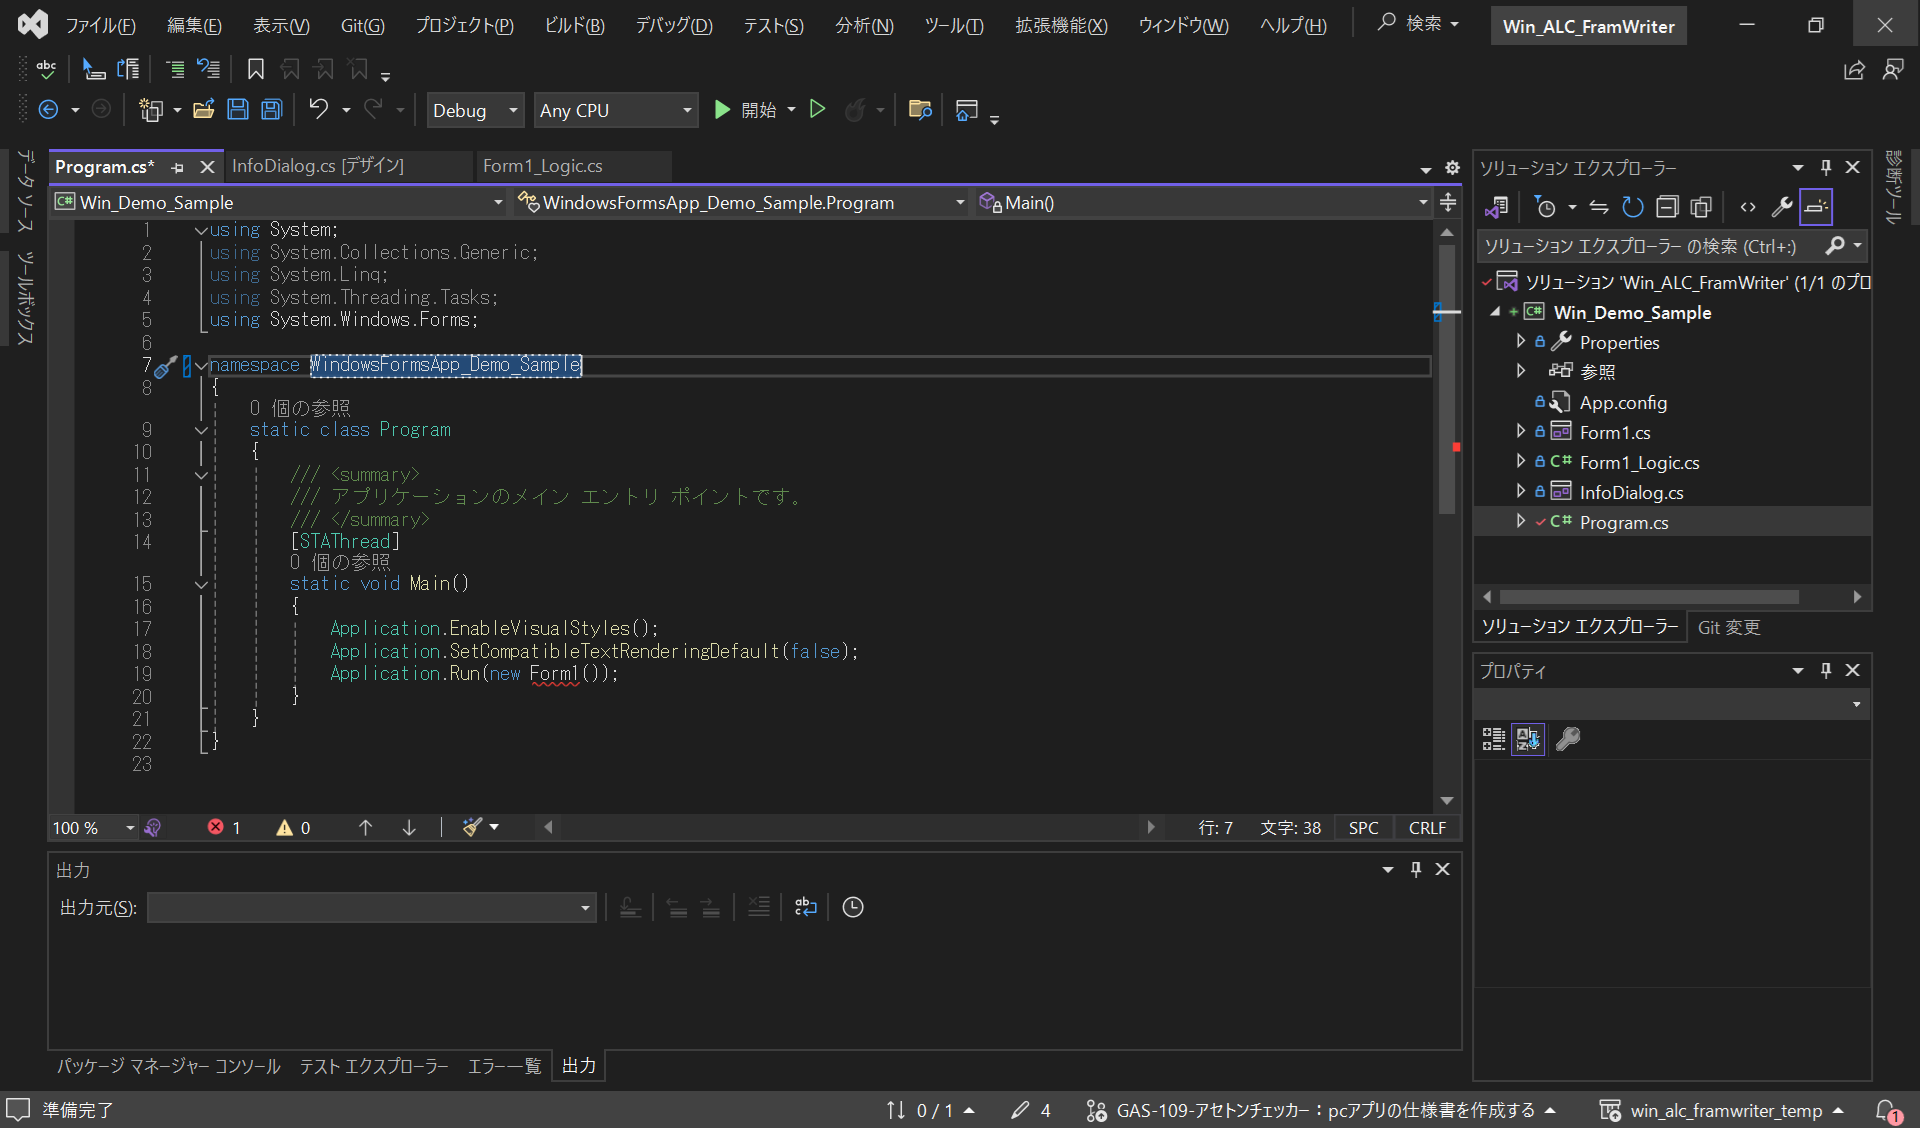 ファイル(F) 編集(E) 表示(V) Git(G) プロジェクト(P) ビルド(B) デバッグ(D) テスト(S) 分析(N) ツール(T) 拡張機能(X) ウィンドウ(W) ヘルプ(H) 検索 Win_ALC_FramWriter
abc
Debug Any CPU 開始
データ ソース
ツールボックス
Program.cs* InfoDialog.cs [デザイン] Form1_Logic.cs
C# Win_Demo_Sample WindowsFormsApp_Demo_Sample.Program Main()
1 using System;
2 using System.Collections.Generic;
3 using System.Linq;
4 using System.Threading.Tasks;
5 using System.Windows.Forms;
6
7 namespace WindowsFormsApp_Demo_Sample
8 {
0 個の参照
9 static class Program
10 {
11 /// <summary>
12 /// アプリケーションのメイン エントリ ポイントです。
13 /// </summary>
14 [STAThread]
0 個の参照
15 static void Main()
16 {
17 Application.EnableVisualStyles();
18 Application.SetCompatibleTextRenderingDefault(false);
19 Application.Run(new Form1());
20 }
21 }
22 }
23
100 % 1 0 行: 7 文字: 38 SPC CRLF
出力
出力元(S):
パッケージ マネージャー コンソール テスト エクスプローラー エラー一覧 出力
ソリューション エクスプローラー
ソリューション エクスプローラー の検索 (Ctrl+:)
ソリューション 'Win_ALC_FramWriter' (1/1 のプロ
C# Win_Demo_Sample
Properties
参照
App.config
Form1.cs
C# Form1_Logic.cs
InfoDialog.cs
C# Program.cs
ソリューション エクスプローラー Git 変更
プロパティ
診断ツール
準備完了 0 / 1 4 GAS-109-アセトンチェッカー：pcアプリの仕様書を作成する win_alc_framwriter_temp 1